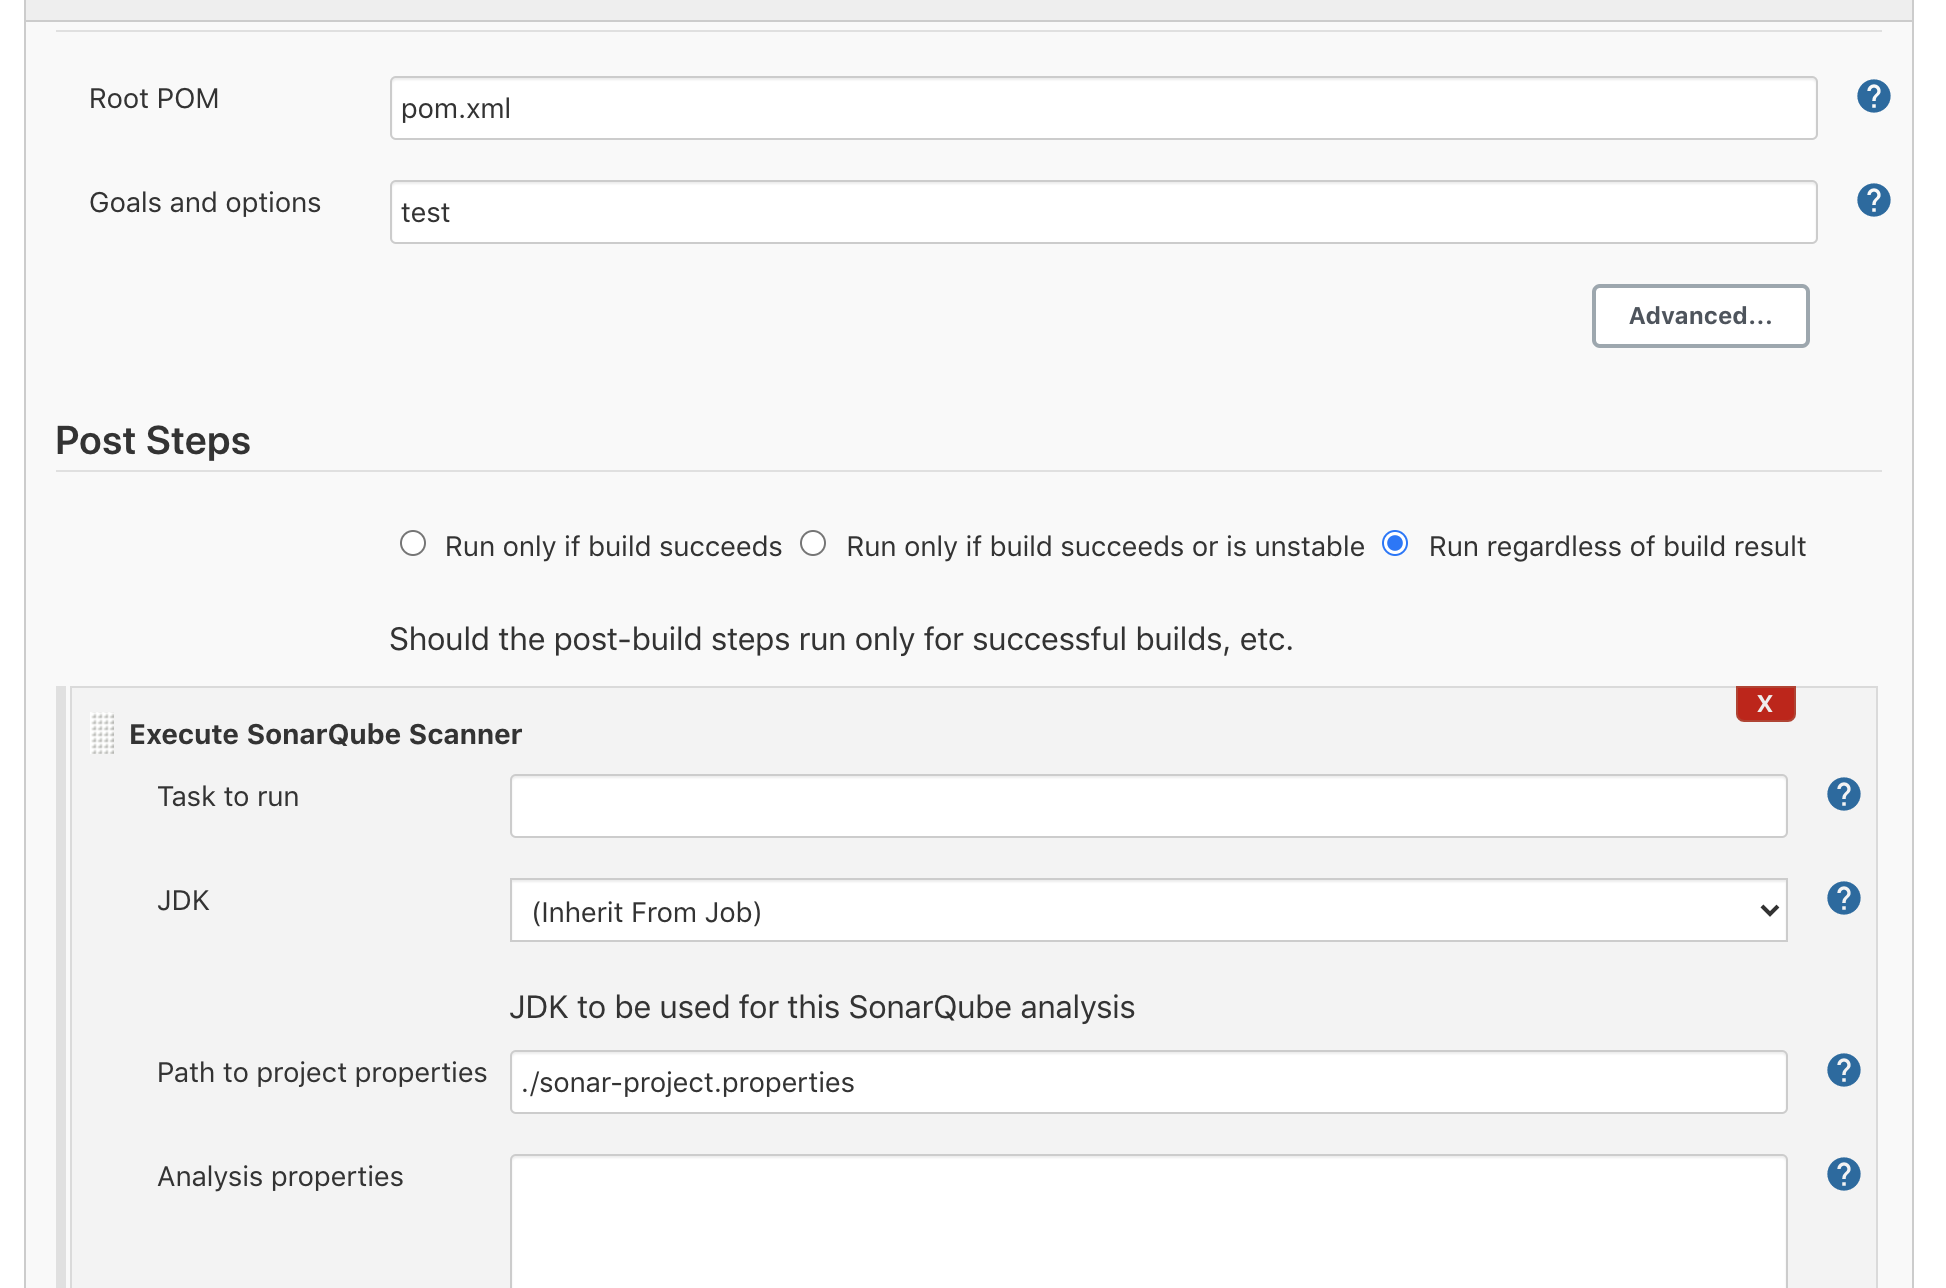 Root POM
pom.xml
?
Goals and options
test
?
Advanced...
Post Steps
Run only if build succeeds
Run only if build succeeds or is unstable
Run regardless of build result
Should the post-build steps run only for successful builds, etc.
X
Execute SonarQube Scanner
Task to run
?
JDK
(Inherit From Job)
?
JDK to be used for this SonarQube analysis
Path to project properties
./sonar-project.properties
?
Analysis properties
?